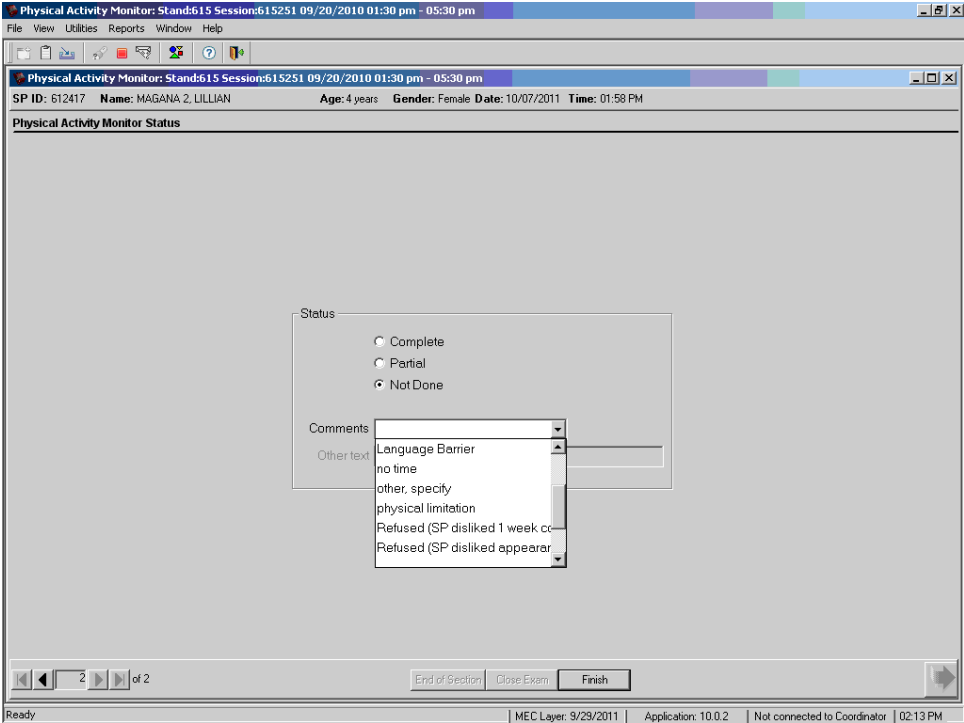 Physical Activity Monitor: Stand:615 Session:615251 09/20/2010 01:30 pm - 05:30 pm
File View Utilities Reports Window Help
Physical Activity Monitor: Stand:615 Session:615251 09/20/2010 01:30 pm - 05:30 pm
SP ID: 612417 Name: MAGANA 2, LILLIAN Age: 4 years Gender: Female Date: 10/07/2011 Time: 01:58 PM
Physical Activity Monitor Status
Status
Complete
Partial
Not Done
Comments
Other text
Language Barrier
no time
other, specify
physical limitation
Refused (SP disliked 1 week co
Refused (SP disliked appearar
2 of 2 End of Section Close Exam Finish
Ready MEC Layer: 9/29/2011 Application: 10.0.2 Not connected to Coordinator 02:13 PM